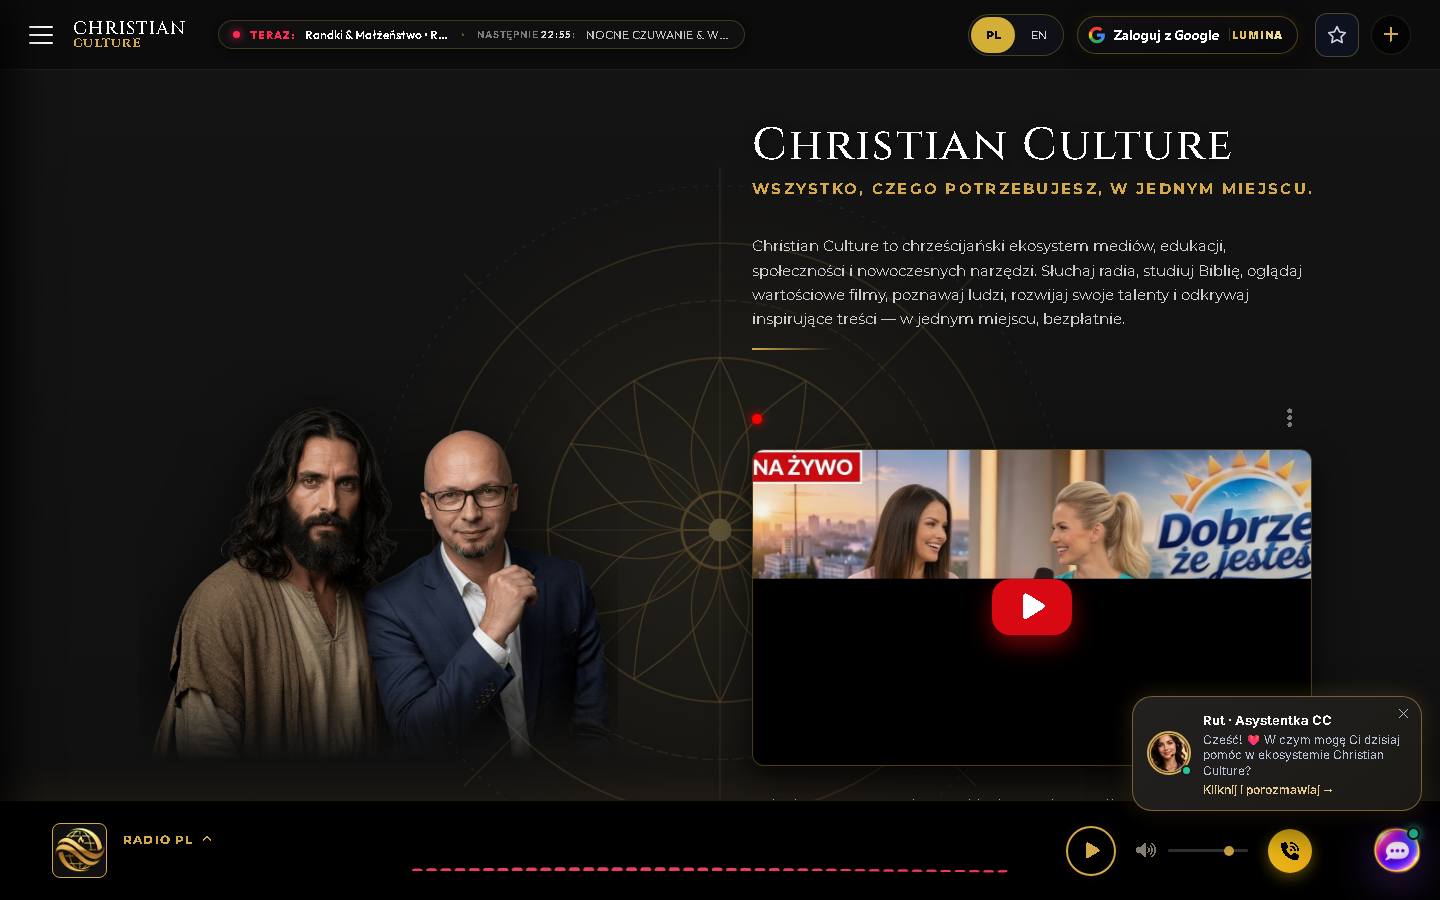 CHRISTIAN
CULTURE
TERAZ: Randki & Małżeństwo • R... • NASTĘPNIE 22:55: NOCNE CZUWANIE & W...
PL EN
Zaloguj z Google LUMINA
CHRISTIAN CULTURE
WSZYSTKO, CZEGO POTRZEBUJESZ, W JEDNYM MIEJSCU.
Christian Culture to chrześcijański ekosystem mediów, edukacji,
społeczności i nowoczesnych narzędzi. Słuchaj radia, studiuj Biblię, oglądaj
wartościowe filmy, poznawaj ludzi, rozwijaj swoje talenty i odkrywaj
inspirujące treści — w jednym miejscu, bezpłatnie.
NA ŻYWO
Dobrze
że jesteś
Rut · Asystentka CC
Cześć! ❤️ W czym mogę Ci dzisiaj
pomóc w ekosystemie Christian
Culture?
Kliknij i porozmawiaj →
RADIO PL